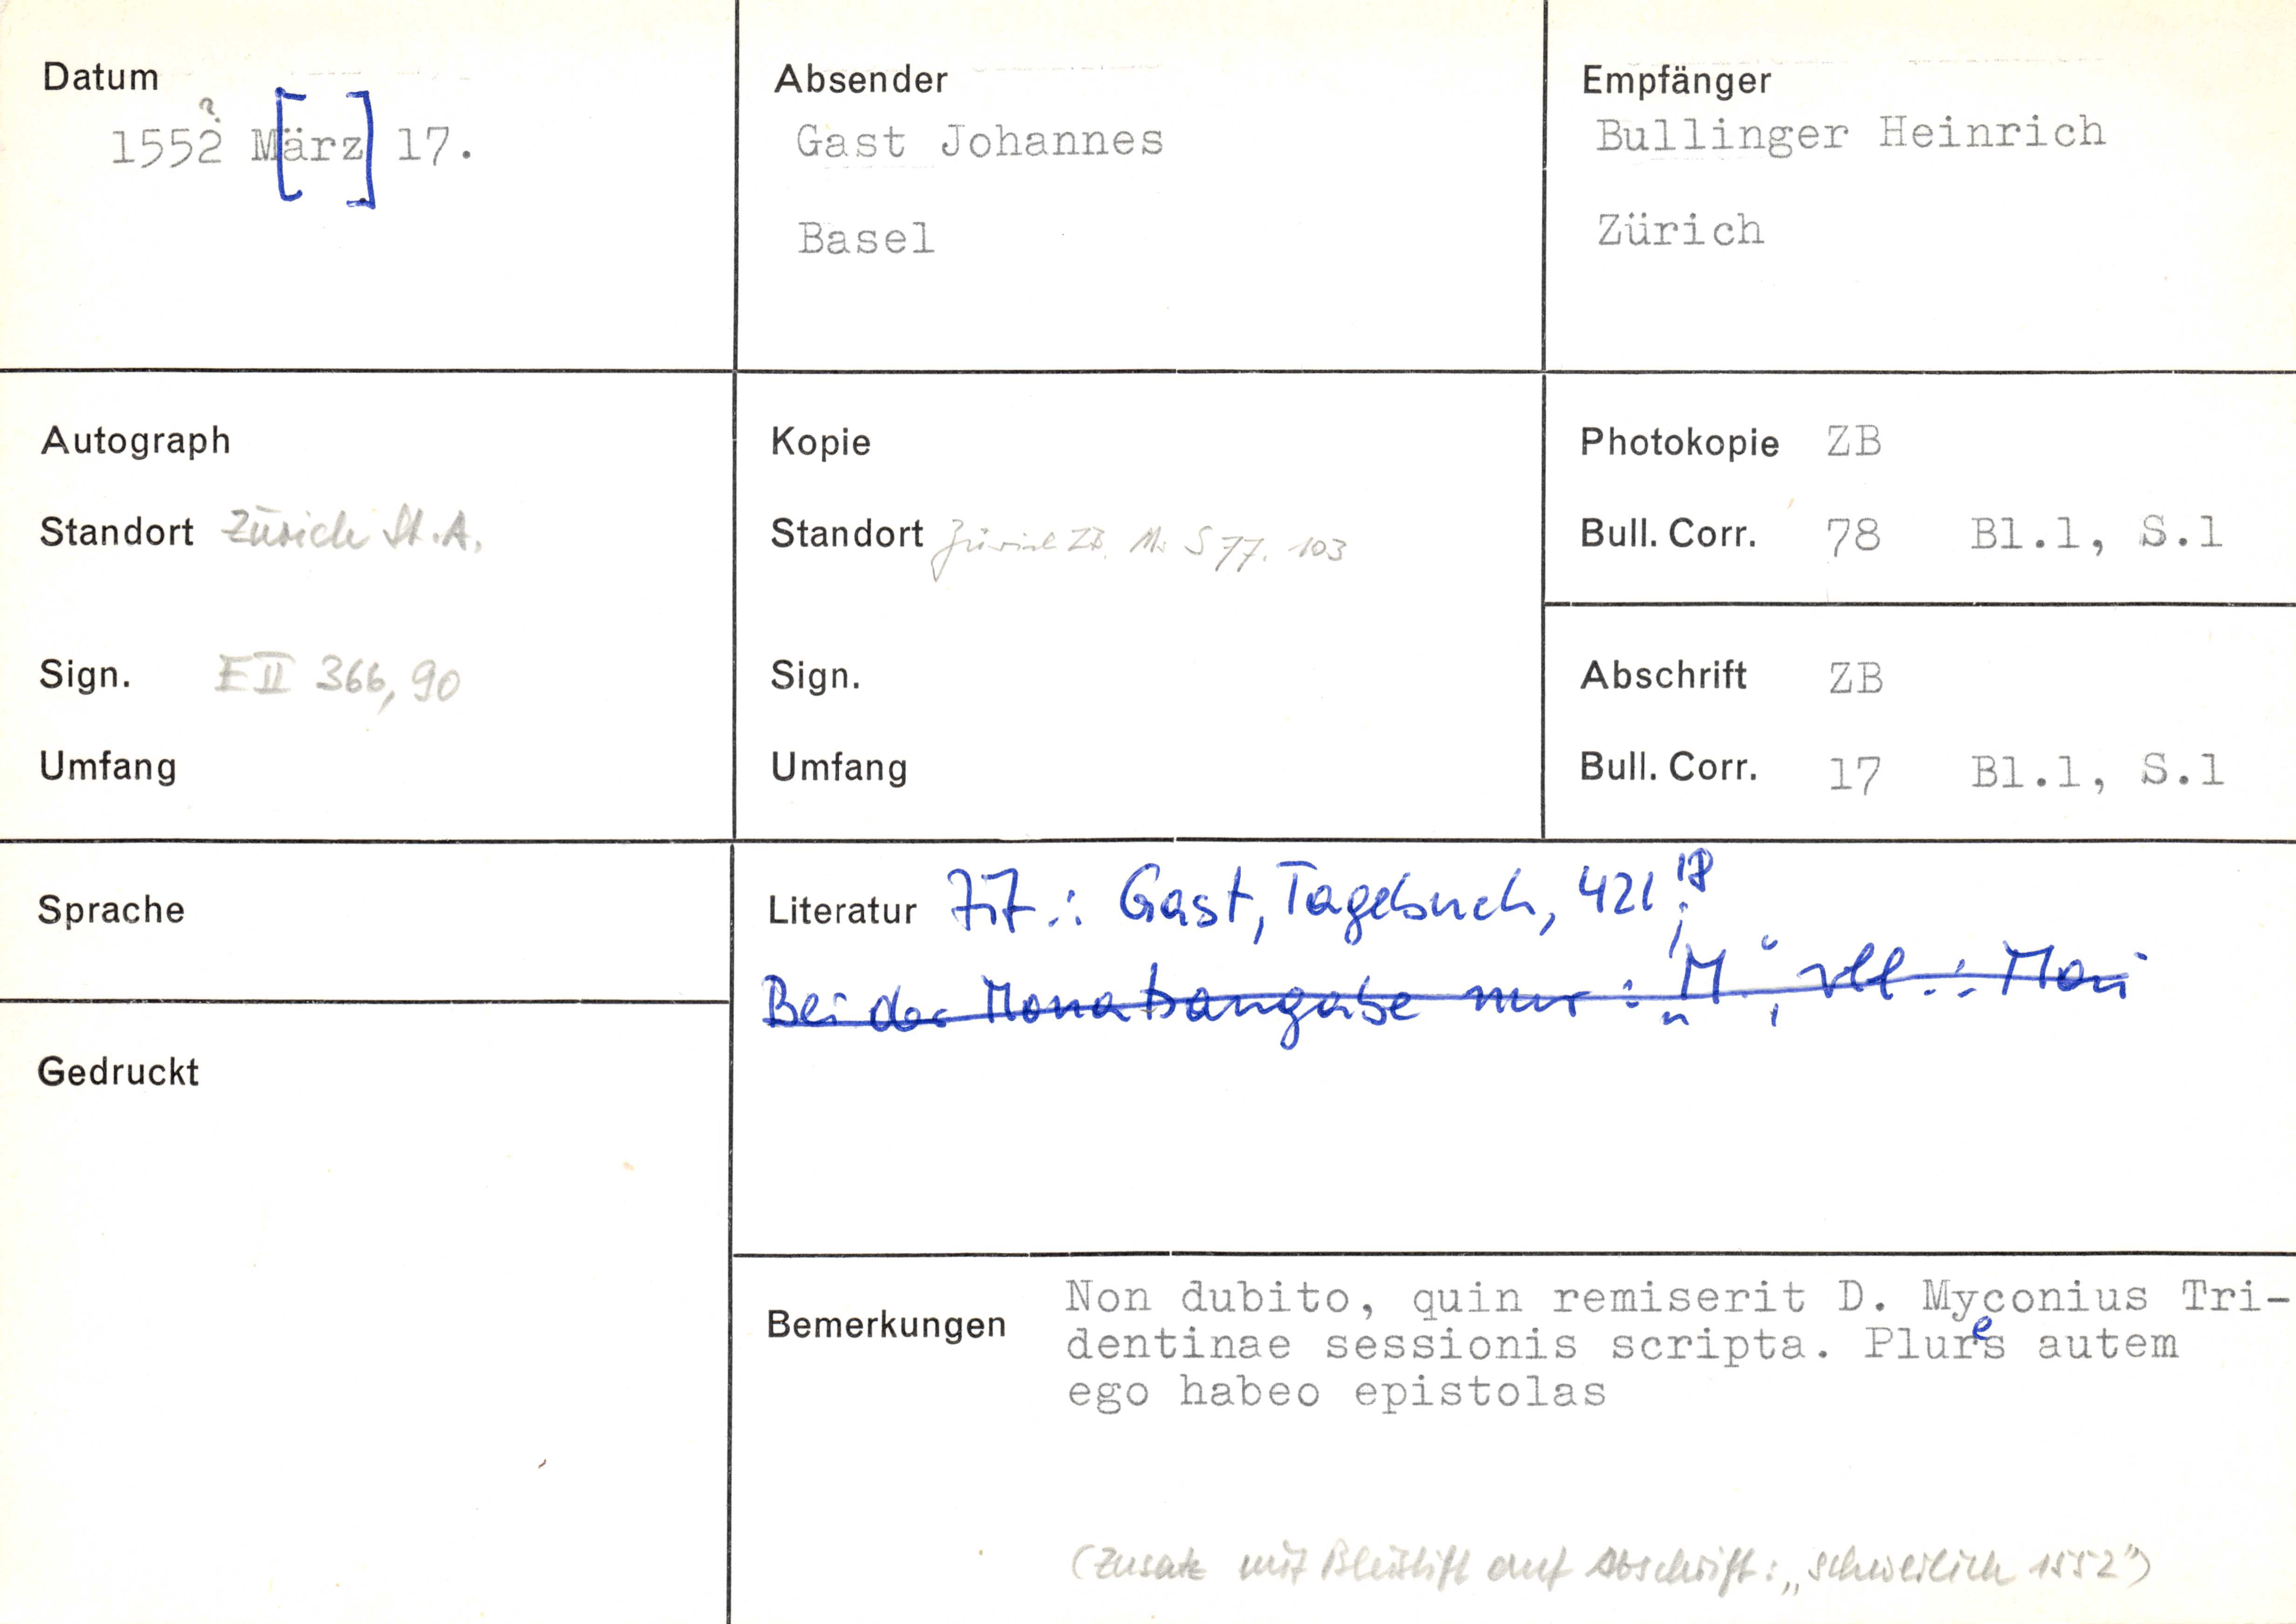 Datum
?
1552 M[ärz] 17.
Absender
Gast Johannes
Basel
Empfänger
Bullinger Heinrich
Zürich
Autograph
Standort Zürich St.A.
Sign. E II 366, 90
Umfang
Kopie
Standort Zürich ZB. Ms S 77. 103
Sign.
Umfang
Photokopie ZB
Bull. Corr. 78 Bl.1, S.1
Abschrift ZB
Bull. Corr. 17 Bl.1, S.1
Sprache
Gedruckt
Literatur : Gast, Tagebuch, 421
Bei der Monatsangabe nur: „M“, vll.: Mai
Bemerkungen
Non dubito, quin remiserit D. Myconius Tri-
dentinae sessionis scripta. Plures autem
ego habeo epistolas
(Zusatz mit Bleistift auf Abschrift: „schwerlich 1552")